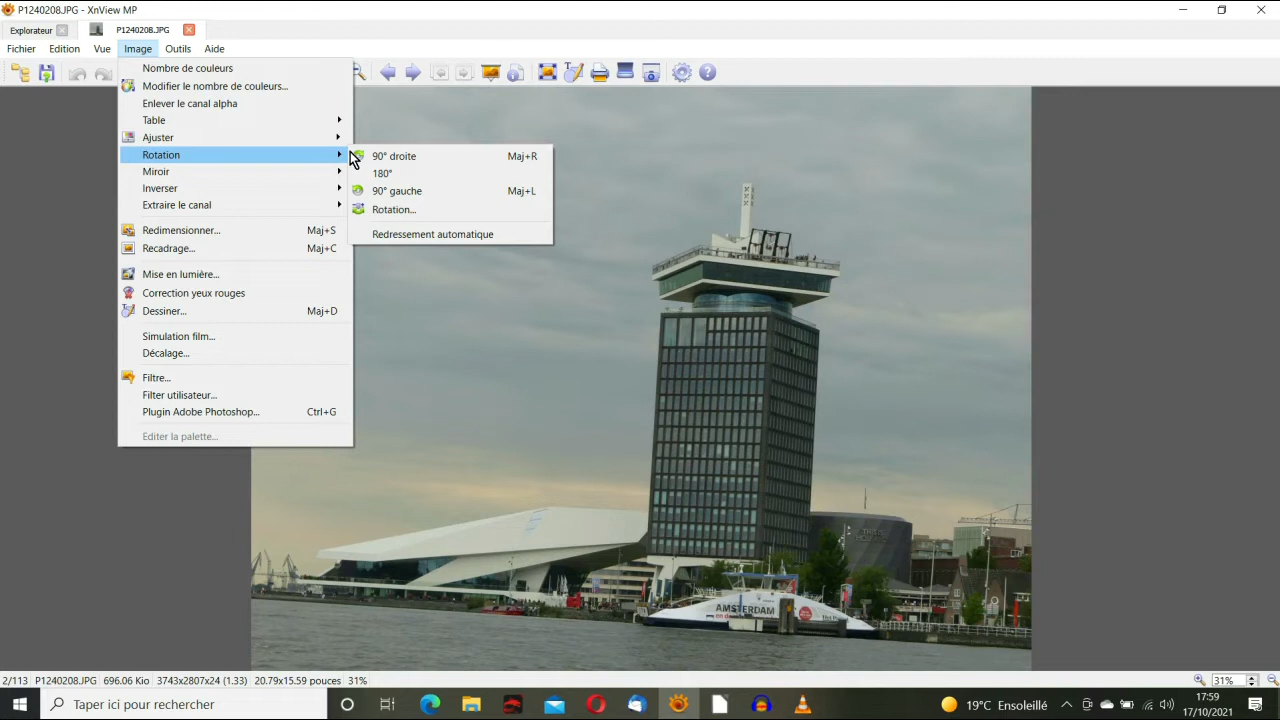 P1240208.JPG - XnView MP
Explorateur
P1240208.JPG
Fichier Edition Vue Image Outils Aide
Nombre de couleurs
Modifier le nombre de couleurs...
Enlever le canal alpha
Table
Ajuster
Rotation
Miroir
Inverser
Extraire le canal
Redimensionner... Maj+S
Recadrage... Maj+C
Mise en lumière...
Correction yeux rouges
Dessiner... Maj+D
Simulation film...
Décalage...
Filtre...
Filter utilisateur...
Plugin Adobe Photoshop... Ctrl+G
Editer la palette...
90° droite Maj+R
180°
90° gauche Maj+L
Rotation...
Redressement automatique
AMSTERDAM
2/113 P1240208.JPG 696.06 Kio 3743x2807x24 (1.33) 20.79x15.59 pouces 31%
31%
Taper ici pour rechercher
19°C Ensoleillé
17:59
17/10/2021